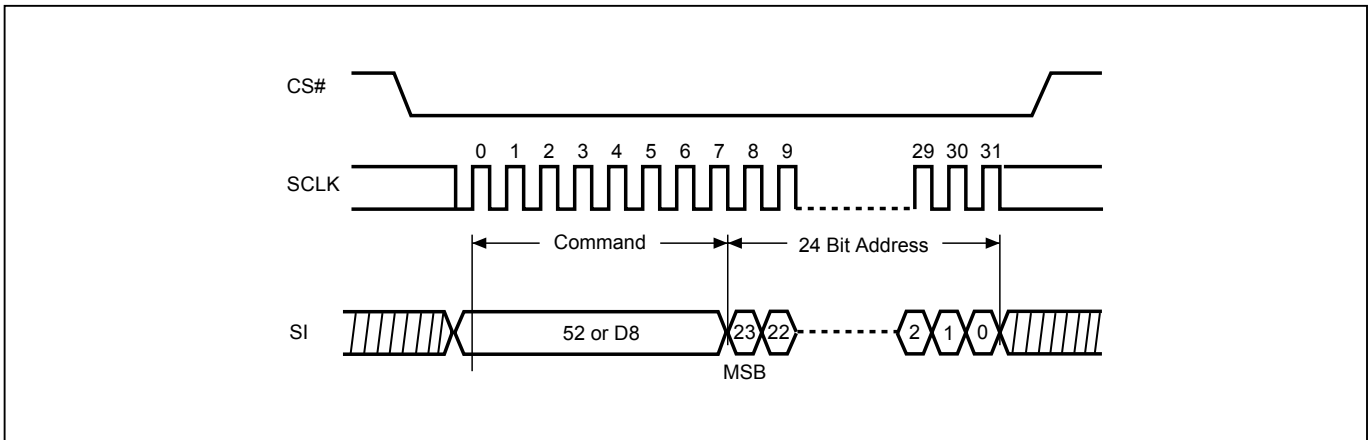 CS#
0 1 2 3 4 5 6 7 8 9 29 30 31
SCLK
Command 24 Bit Address
SI 52 or D8 23 22 2 1 0
MSB